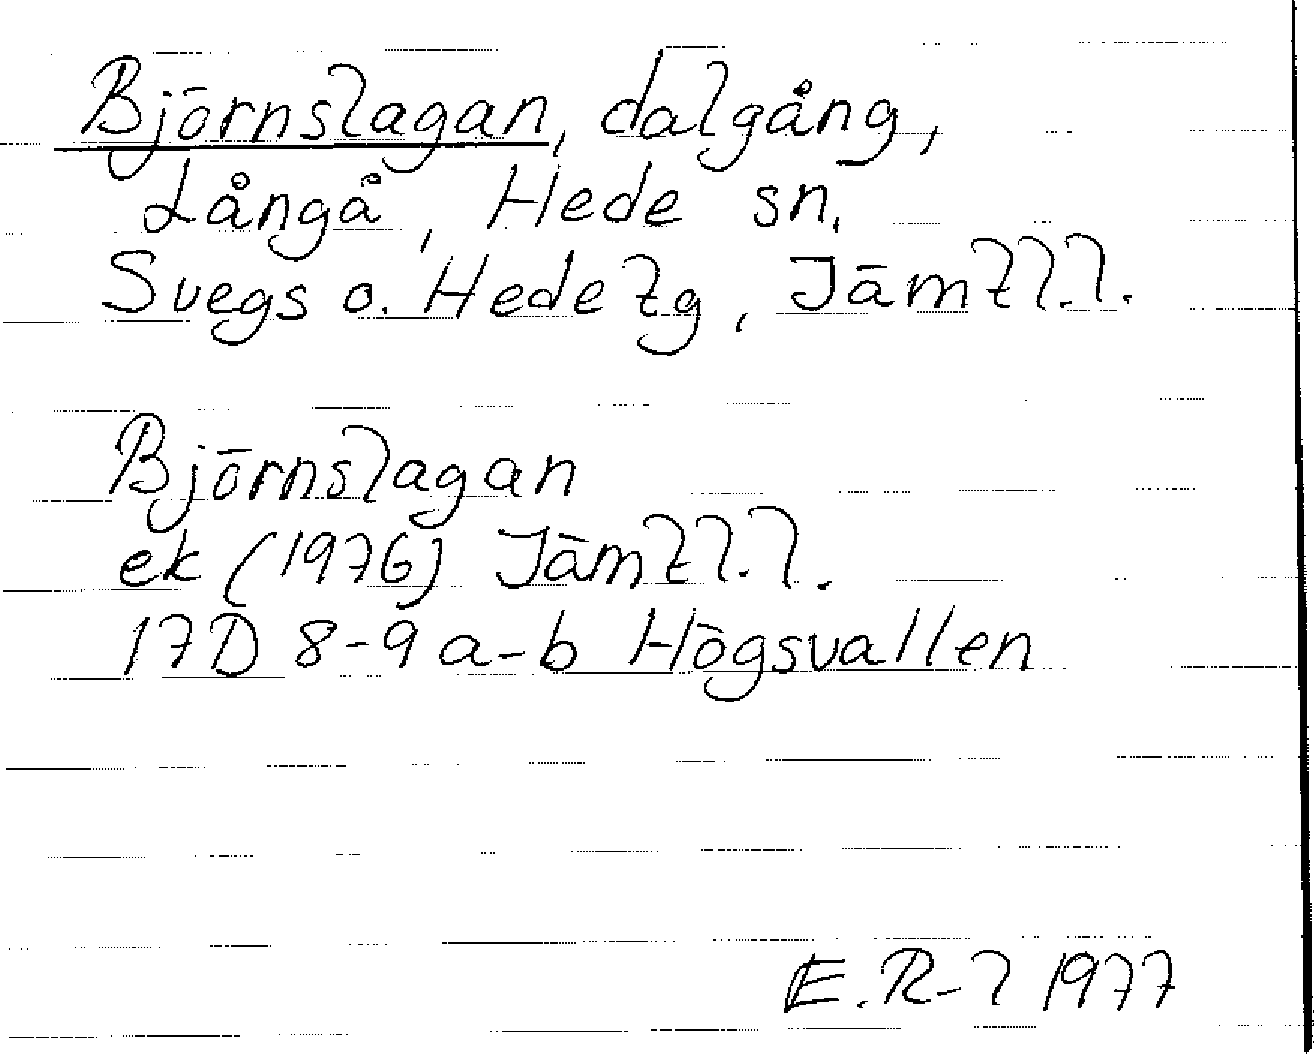 Björnslagan, dalgång,
Långå, Hede sn,
Svegs o. Hede tg, Jämtl.l.
Björnslagan
ek (1976) Jämtl.l.
17D 8-9 a-b Högsvallen
E.R-l 1977